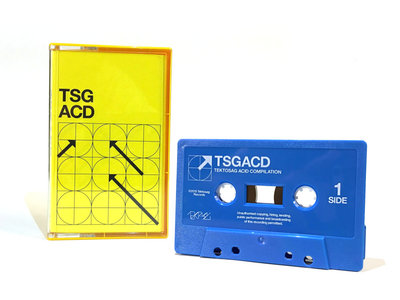 TSG
ACD
TSGACD
TEKTOSAG ACID COMPILATION
1
SIDE
Unauthorised copying, hiring, lending,
public performance and broadcasting
of this recording permitted.